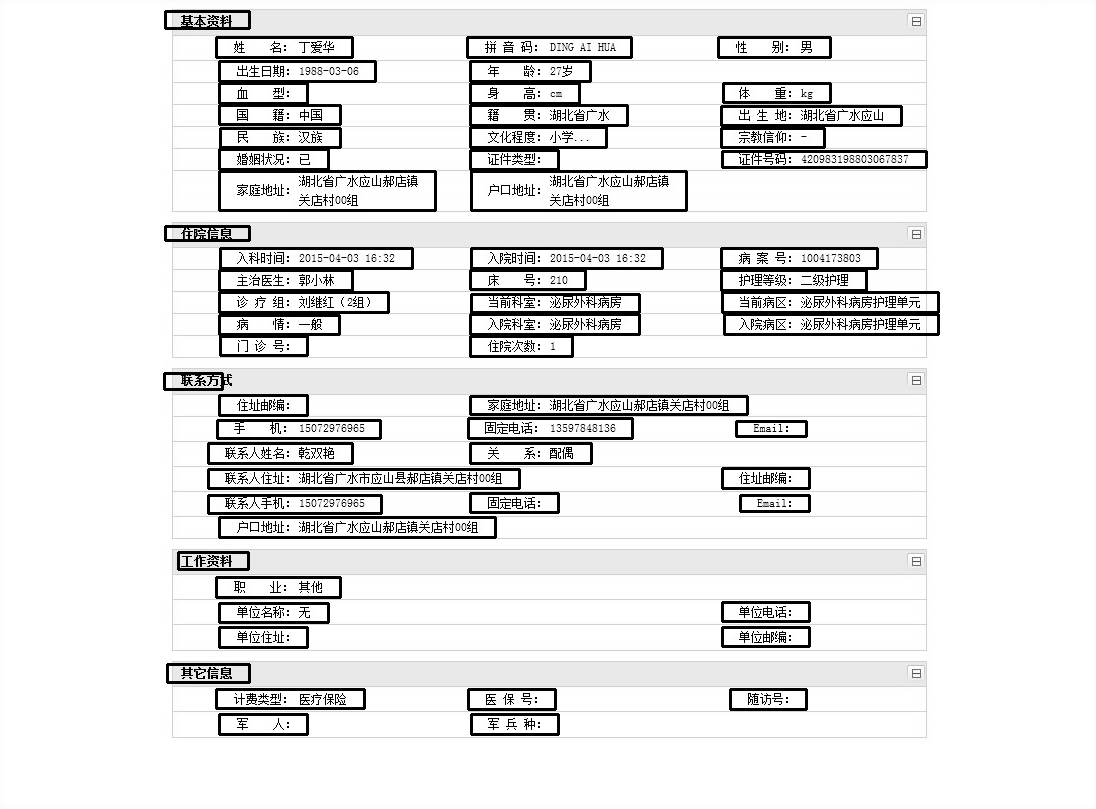 基本资料
姓 名: 丁爱华 拼 音 码: DING AI HUA 性 别: 男
出生日期: 1988-03-06 年 龄: 27岁
血 型: 身 高: cm 体 重: kg
国 籍: 中国 籍 贯: 湖北省广水 出 生 地: 湖北省广水应山
民 族: 汉族 文化程度: 小学... 宗教信仰: -
婚姻状况: 已 证件类型: 证件号码: 420983198803067837
家庭地址: 湖北省广水应山郝店镇 户口地址: 湖北省广水应山郝店镇
关店村00组 关店村00组
住院信息
入科时间: 2015-04-03 16:32 入院时间: 2015-04-03 16:32 病 案 号: 1004173803
主治医生: 郭小林 床 号: 210 护理等级: 二级护理
诊 疗 组: 刘继红（2组） 当前科室: 泌尿外科病房 当前病区: 泌尿外科病房护理单元
病 情: 一般 入院科室: 泌尿外科病房 入院病区: 泌尿外科病房护理单元
门 诊 号: 住院次数: 1
联系方式
住址邮编: 家庭地址: 湖北省广水应山郝店镇关店村00组
手 机: 15072976965 固定电话: 13597848136 Email:
联系人姓名: 乾双艳 关 系: 配偶
联系人住址: 湖北省广水市应山县郝店镇关店村00组 住址邮编:
联系人手机: 15072976965 固定电话: Email:
户口地址: 湖北省广水应山郝店镇关店村00组
工作资料
职 业: 其他
单位名称: 无 单位电话:
单位住址: 单位邮编:
其它信息
计费类型: 医疗保险 医 保 号: 随访号:
军 人: 军 兵 种: